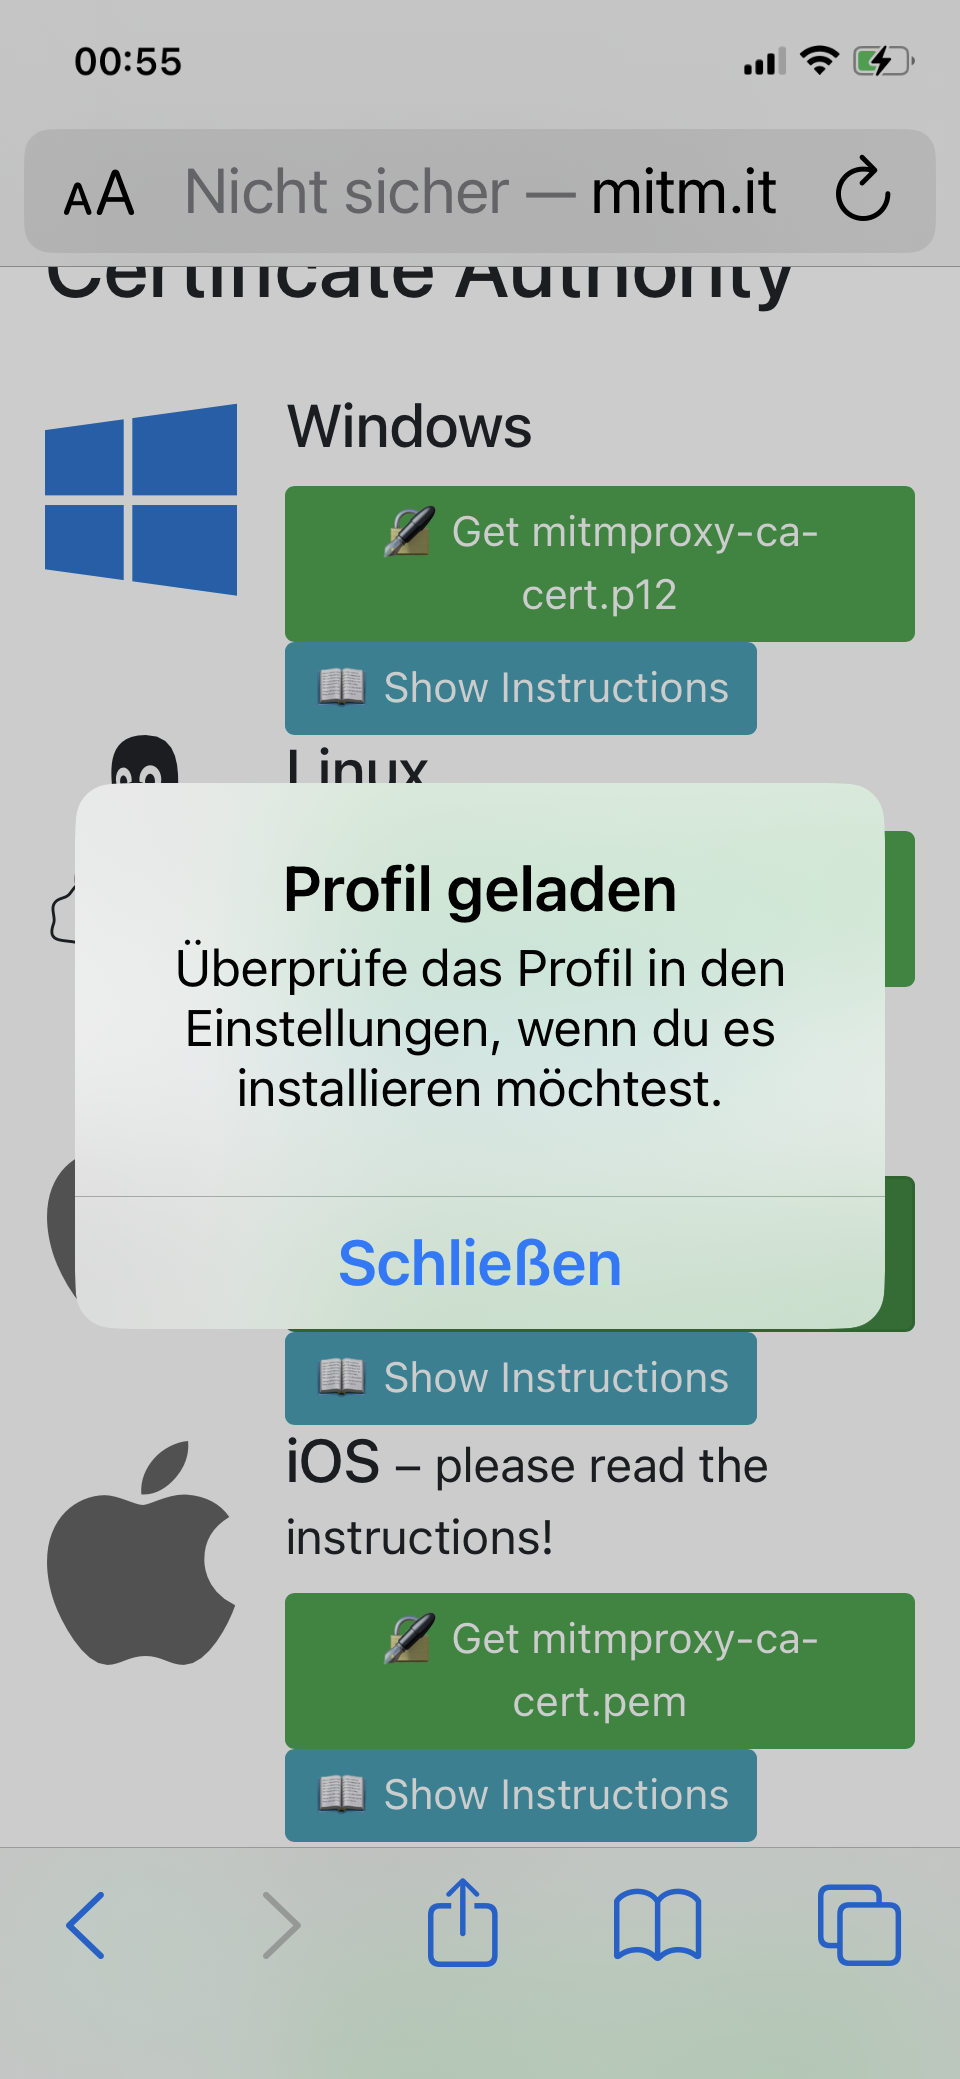 00:55
AA Nicht sicher — mitm.it
Certificate Authority
Windows
Get mitmproxy-ca-
cert.p12
Show Instructions
Linux
Profil geladen
Überprüfe das Profil in den
Einstellungen, wenn du es
installieren möchtest.
Schließen
Show Instructions
iOS – please read the
instructions!
Get mitmproxy-ca-
cert.pem
Show Instructions